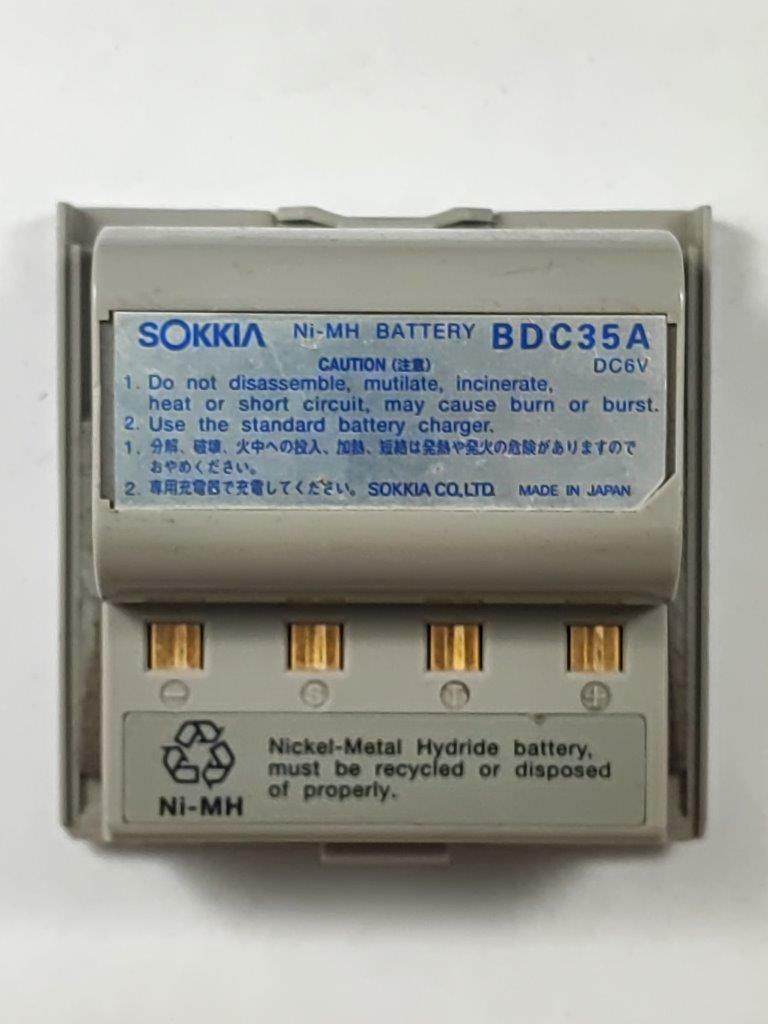 SOKKIA Ni-MH BATTERY BDC35A
CAUTION (注意) DC6V
1. Do not disassemble, mutilate, incinerate,
heat or short circuit, may cause burn or burst.
2. Use the standard battery charger.
1. 分解、破壊、火中への投入、加熱、短絡は発熱や発火の危険がありますので
おやめください。
2. 専用充電器で充電してください。 SOKKIA CO.,LTD. MADE IN JAPAN
− S T +
Nickel-Metal Hydride battery,
must be recycled or disposed
of properly.
Ni-MH